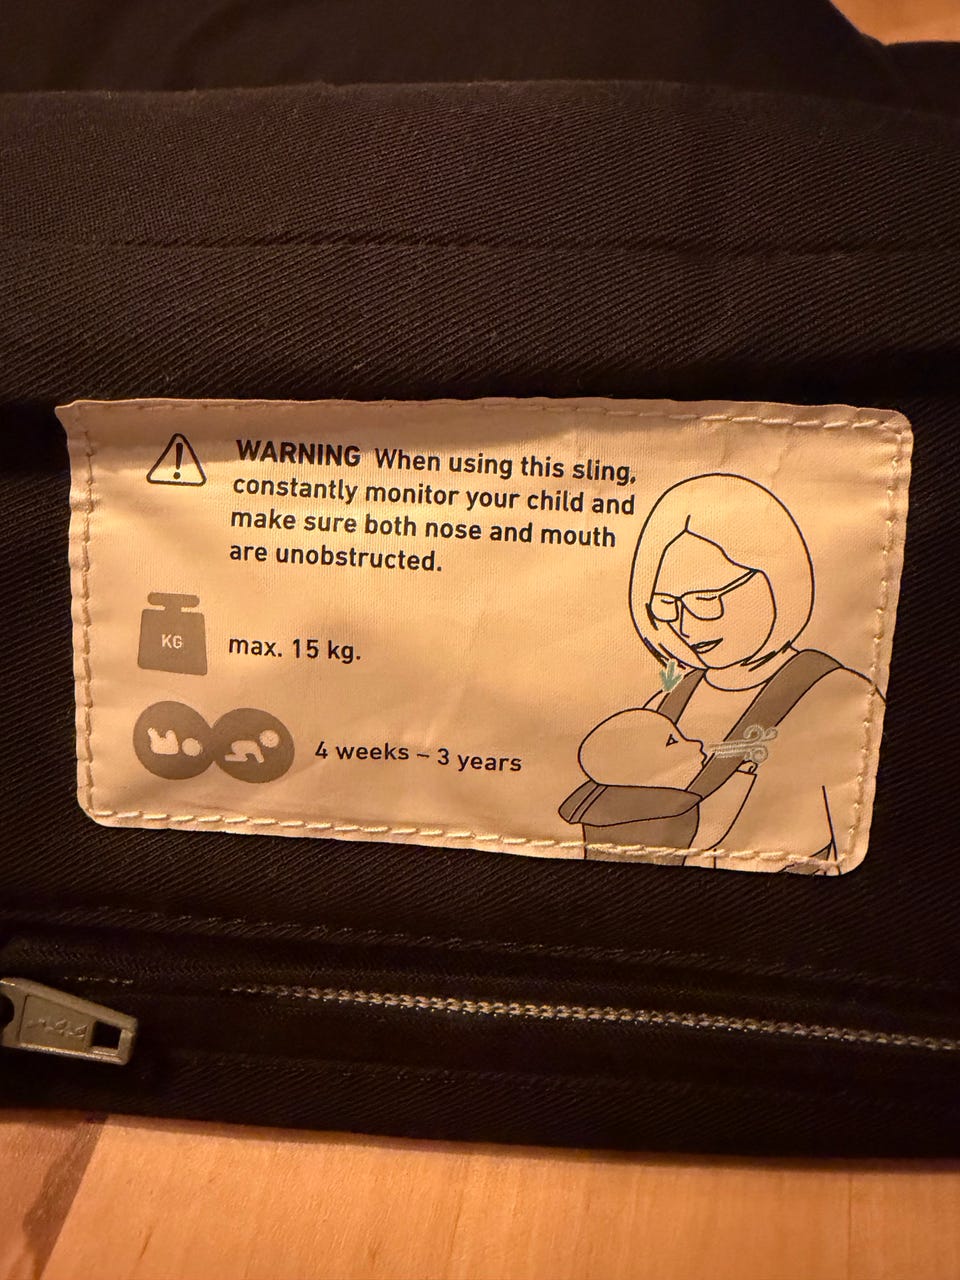 WARNING When using this sling,
constantly monitor your child and
make sure both nose and mouth
are unobstructed.
KG
max. 15 kg.
4 weeks – 3 years